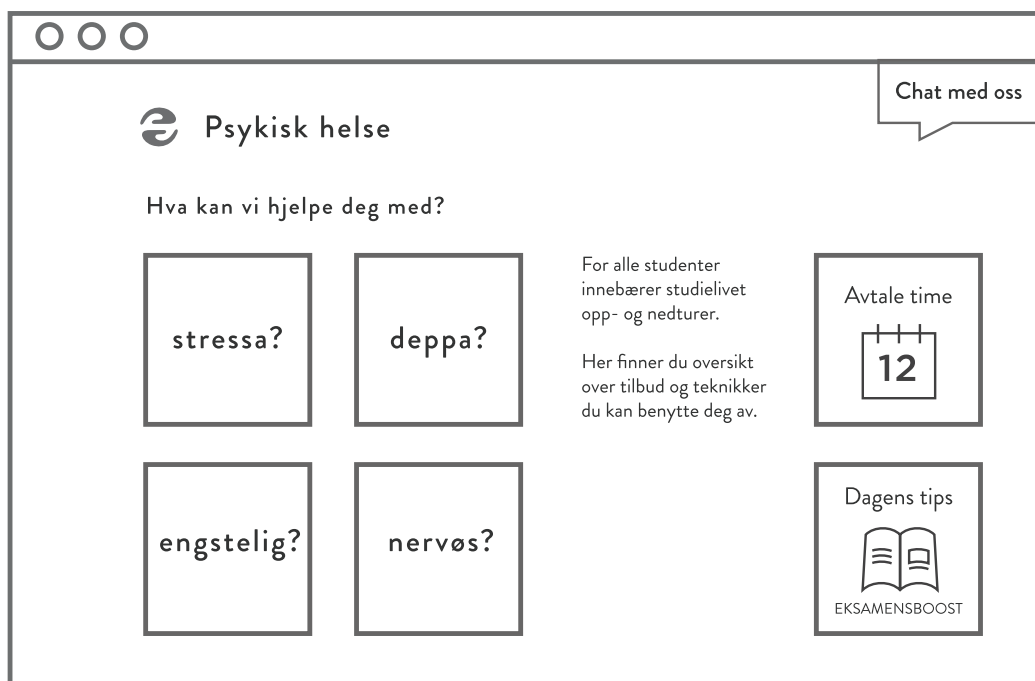 Chat med oss
Psykisk helse
Hva kan vi hjelpe deg med?
stressa?
deppa?
For alle studenter
innebærer studielivet
opp- og nedturer.
Her finner du oversikt
over tilbud og teknikker
du kan benytte deg av.
Avtale time
12
engstelig?
nervøs?
Dagens tips
EKSAMENSBOOST